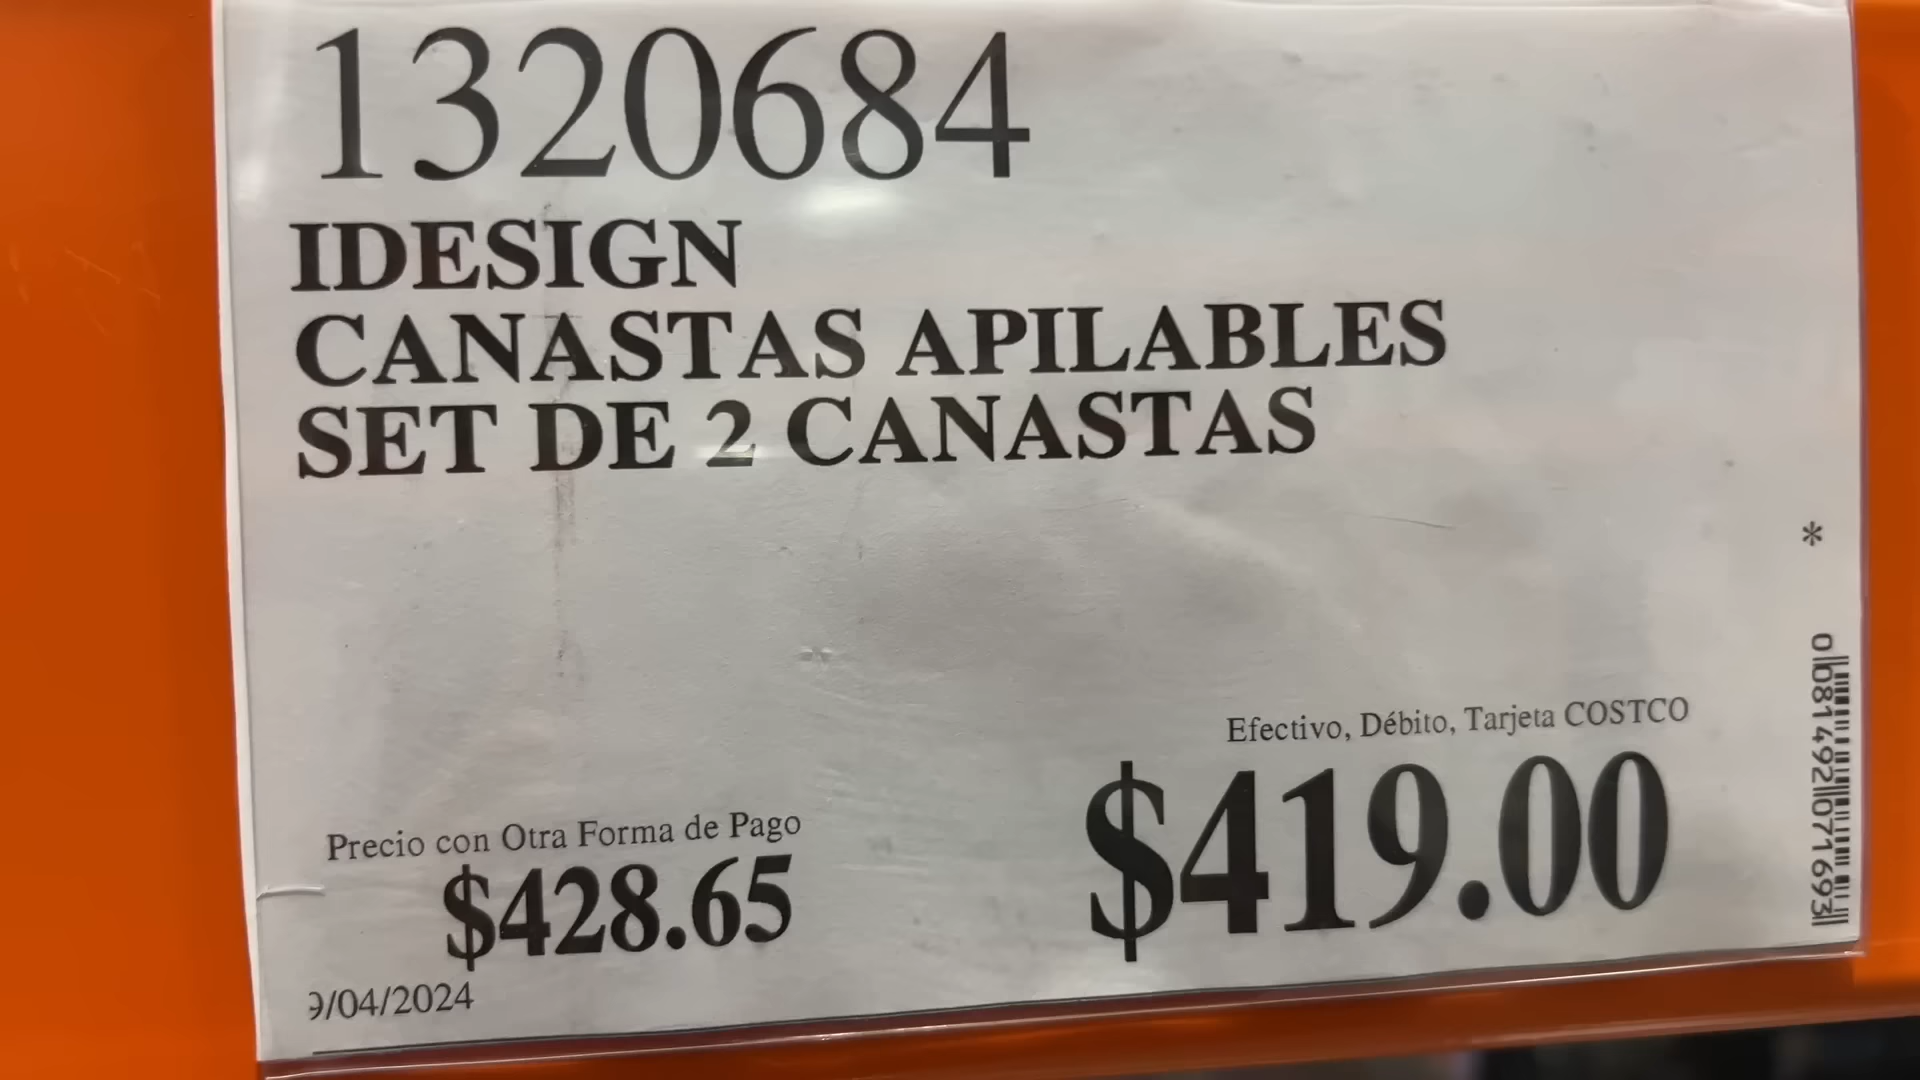 1320684
IDESIGN
CANASTAS APILABLES
SET DE 2 CANASTAS
*
Efectivo, Débito, Tarjeta COSTCO
$419.00
Precio con Otra Forma de Pago
$428.65
9/04/2024
0 81492 07169 3